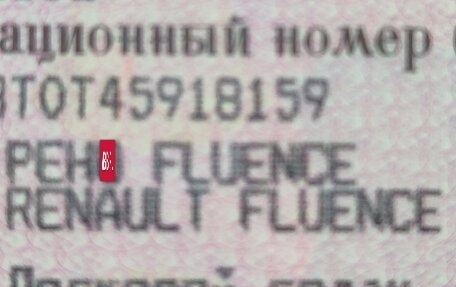 ационный номер (
TOT45918159
FLUENCE
RENAULT FLUENCE